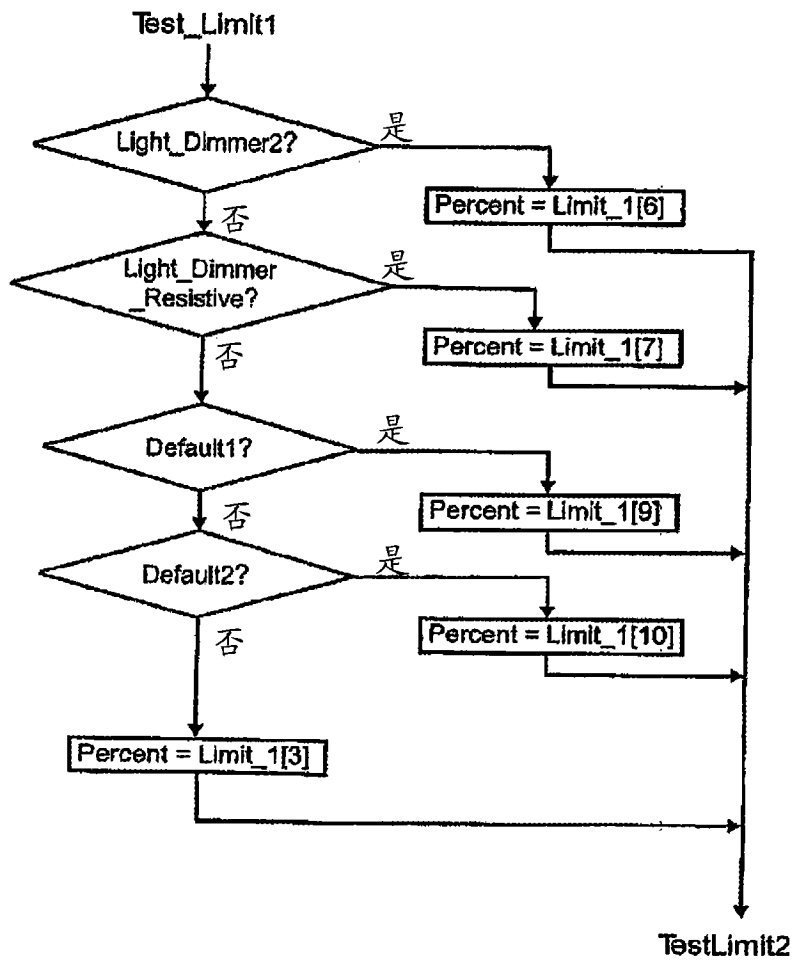 Test_Limit1
Light_Dimmer2?
是
Percent = Limit_1[6]
否
Light_Dimmer
_Resistive?
是
Percent = Limit_1[7]
否
Default1?
是
Percent = Limit_1[9]
否
Default2?
是
Percent = Limit_1[10]
否
Percent = Limit_1[3]
TestLimit2